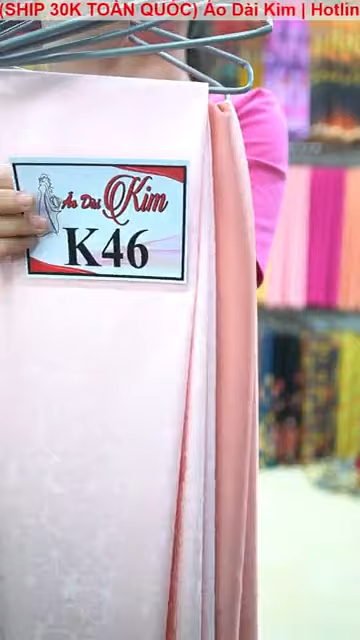 (SHIP 30K TOÀN QUỐC) Áo Dài Kim | Hotlin
Áo Dài Kim
K46